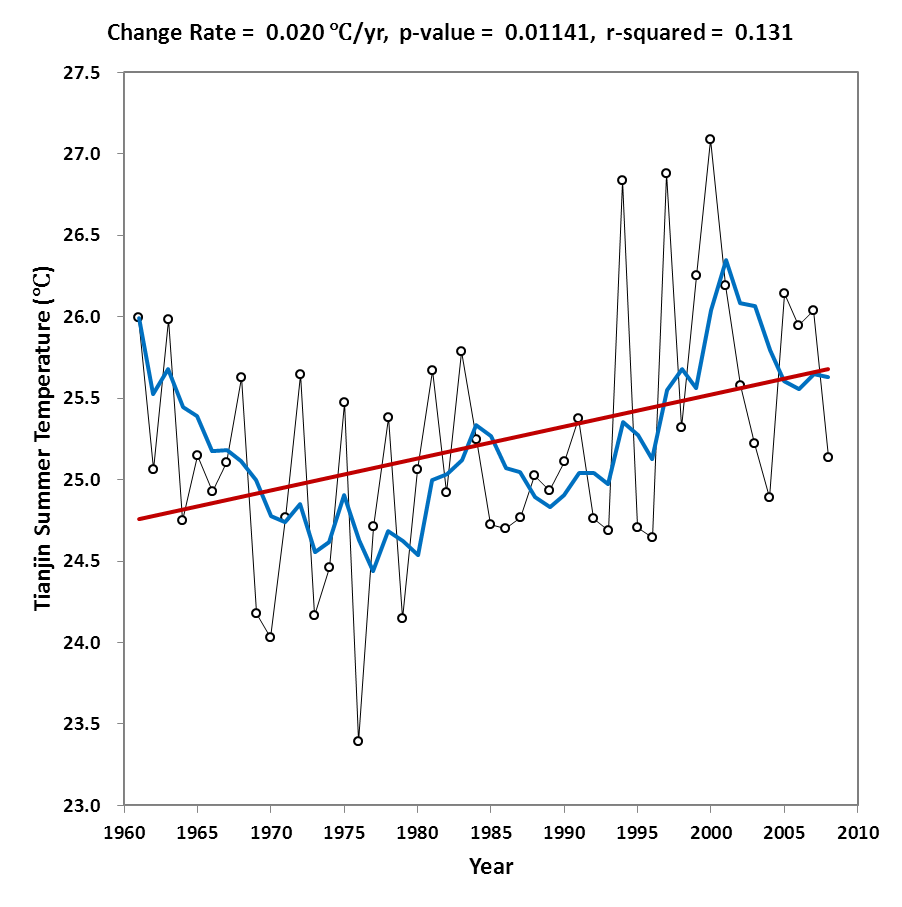 Change Rate = 0.020 ℃/yr, p-value = 0.01141, r-squared = 0.131
27.5
27.0
26.5
26.0
25.5
25.0
24.5
24.0
23.5
23.0
Tianjin Summer Temperature (℃)
1960 1965 1970 1975 1980 1985 1990 1995 2000 2005 2010
Year